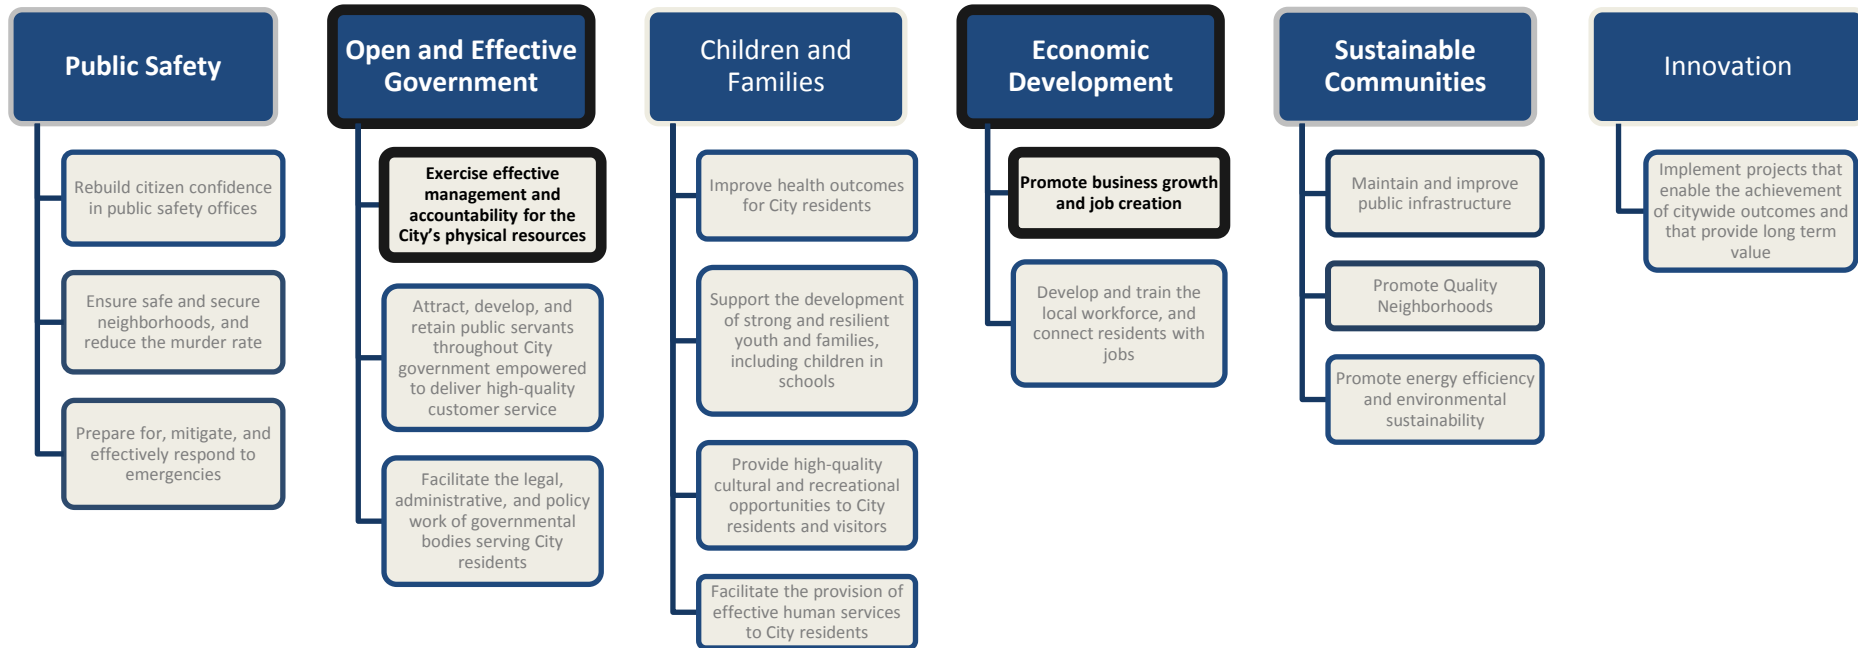 Public Safety
Rebuild citizen confidence
in public safety offices
Ensure safe and secure
neighborhoods, and
reduce the murder rate
Prepare for, mitigate, and
effectively respond to
emergencies
Open and Effective
Government
Exercise effective
management and
accountability for the
City’s physical resources
Attract, develop, and
retain public servants
throughout City
government empowered
to deliver high-quality
customer service
Facilitate the legal,
administrative, and policy
work of governmental
bodies serving City
residents
Children and
Families
Improve health outcomes
for City residents
Support the development
of strong and resilient
youth and families,
including children in
schools
Provide high-quality
cultural and recreational
opportunities to City
residents and visitors
Facilitate the provision of
effective human services
to City residents
Economic
Development
Promote business growth
and job creation
Develop and train the
local workforce, and
connect residents with
jobs
Sustainable
Communities
Maintain and improve
public infrastructure
Promote Quality
Neighborhoods
Promote energy efficiency
and environmental
sustainability
Innovation
Implement projects that
enable the achievement
of citywide outcomes and
that provide long term
value